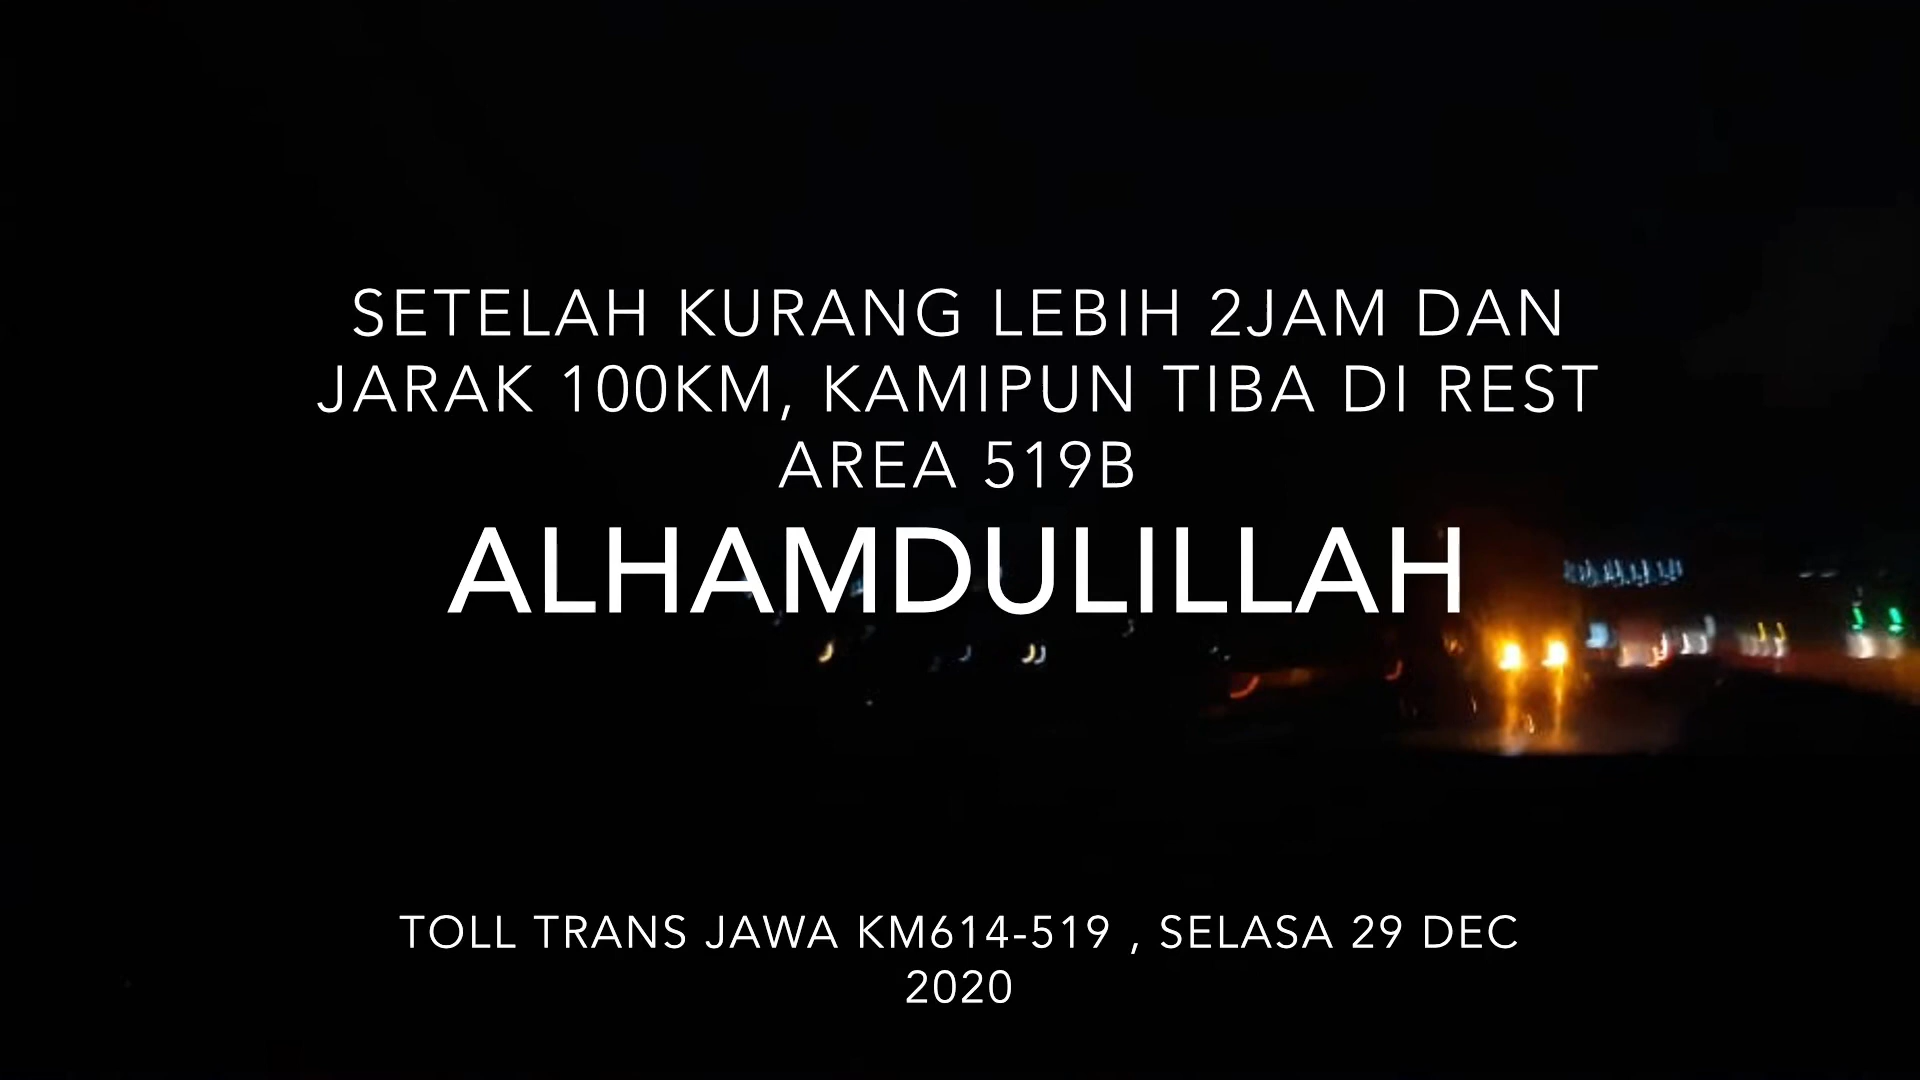 SETELAH KURANG LEBIH 2JAM DAN
JARAK 100KM, KAMIPUN TIBA DI REST
AREA 519B
ALHAMDULILLAH
TOLL TRANS JAWA KM614-519 , SELASA 29 DEC
2020